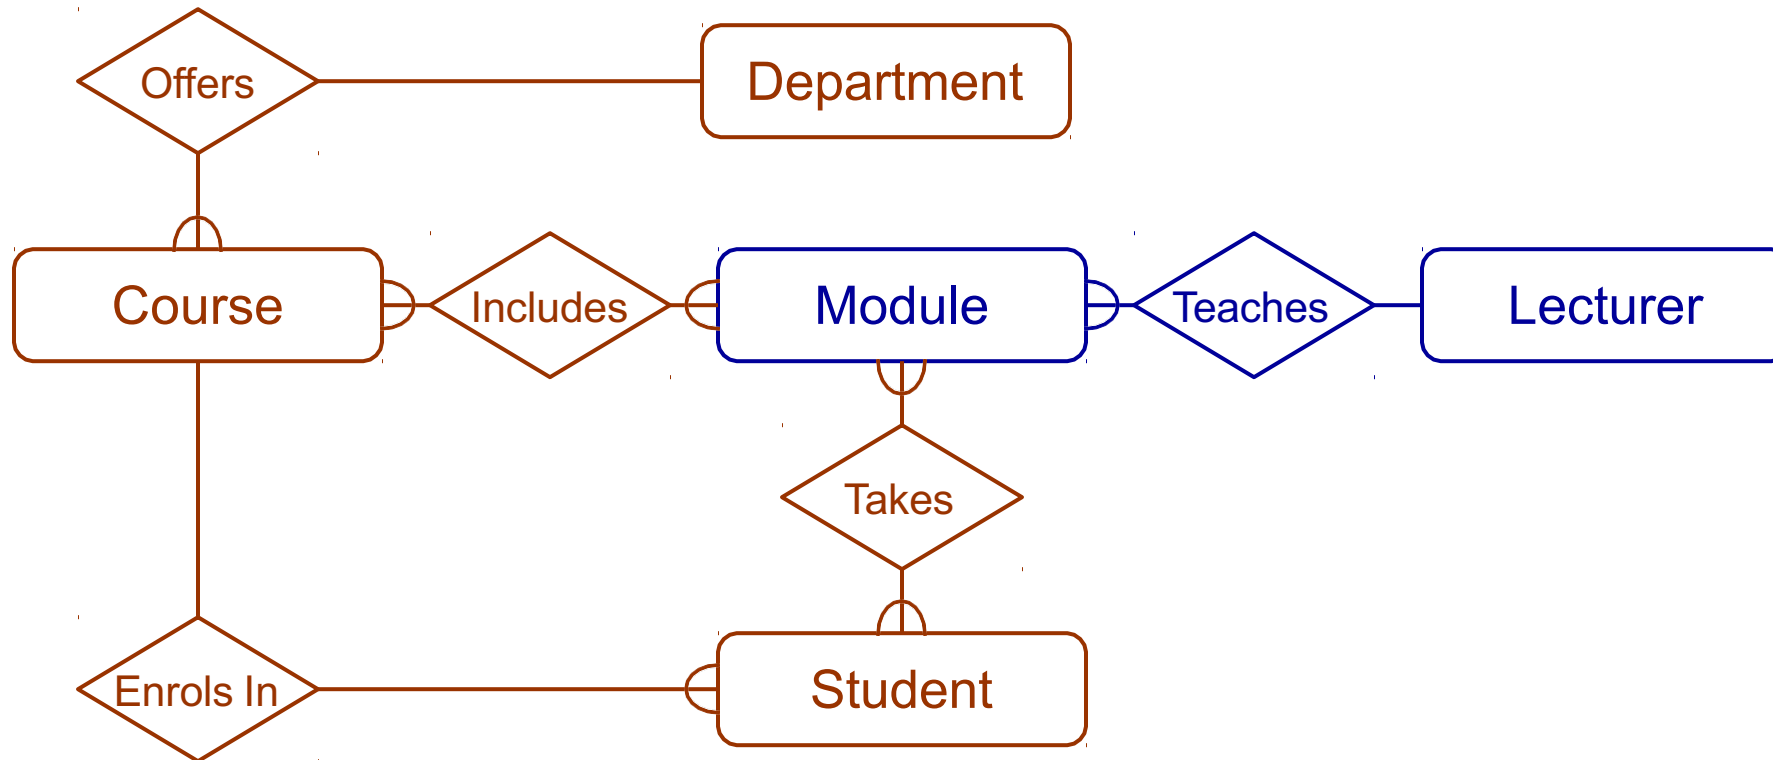 Offers
Department
Course
Includes
Module
Teaches
Lecturer
Takes
Enrols In
Student